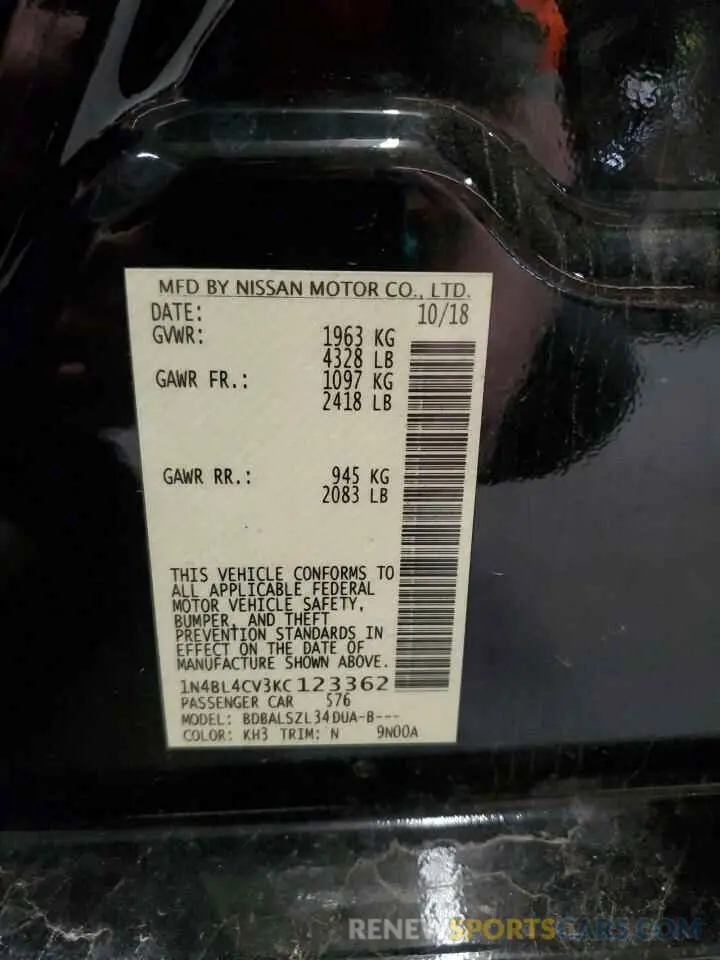 MFD BY NISSAN MOTOR CO., LTD.
DATE: 10/18
GVWR: 1963 KG
4328 LB
GAWR FR.: 1097 KG
2418 LB
GAWR RR.: 945 KG
2083 LB
THIS VEHICLE CONFORMS TO
ALL APPLICABLE FEDERAL
MOTOR VEHICLE SAFETY,
BUMPER, AND THEFT
PREVENTION STANDARDS IN
EFFECT ON THE DATE OF
MANUFACTURE SHOWN ABOVE.
1N4BL4CV3KC123362
PASSENGER CAR 576
MODEL: BDBALSZL34DUA-B---
COLOR: KH3 TRIM: N 9N00A
RENEWSPORTSCARS.COM